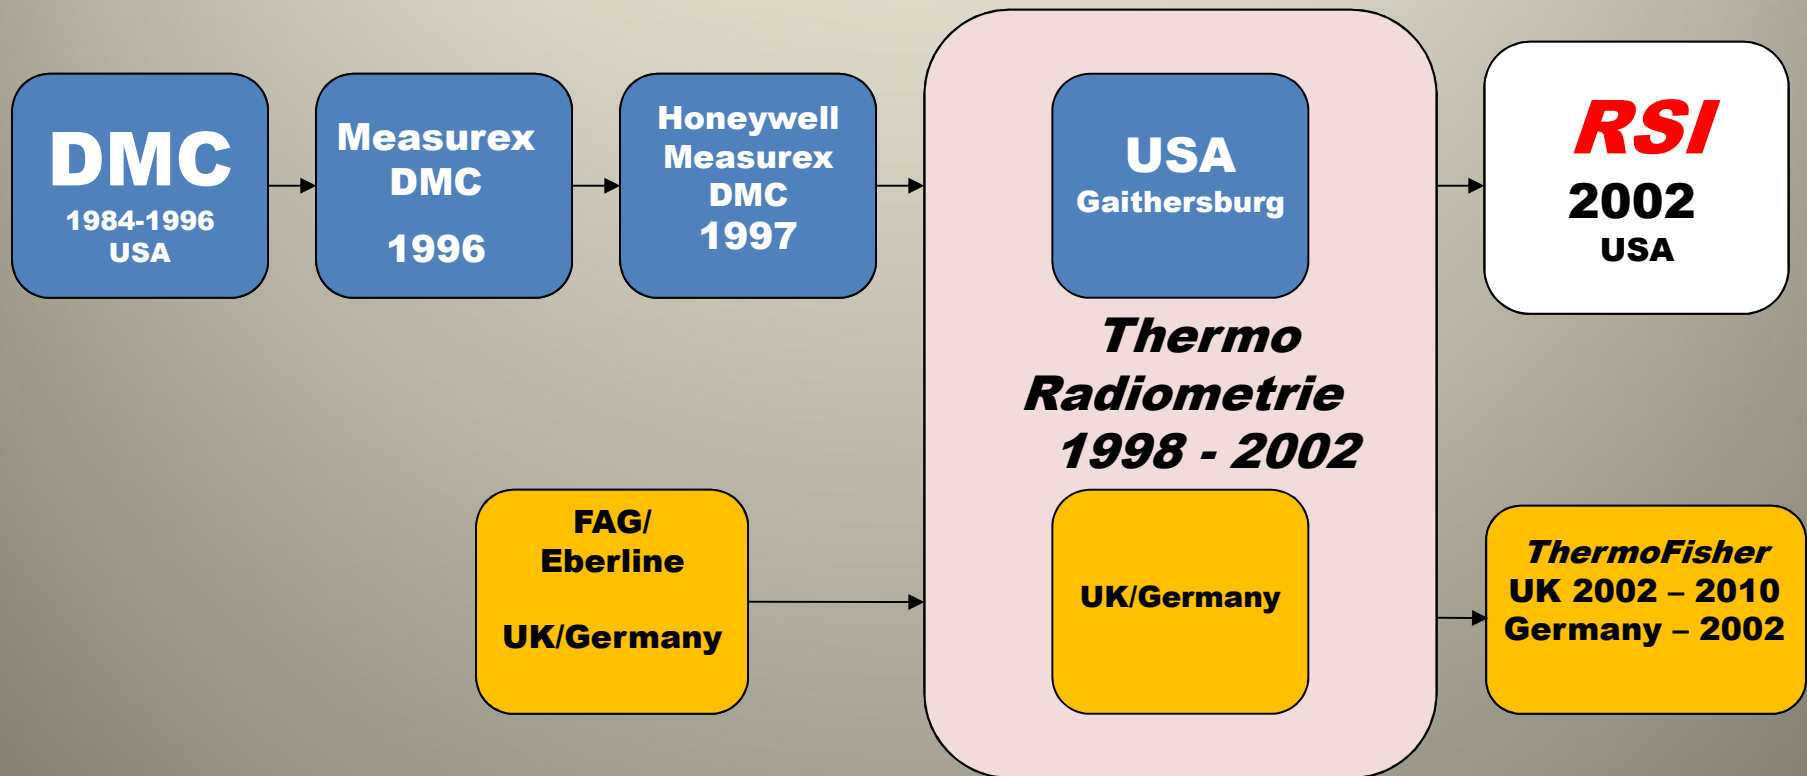 DMC
1984-1996
USA
Measurex
DMC
1996
Honeywell
Measurex
DMC
1997
USA
Gaithersburg
Thermo
Radiometrie
1998 - 2002
UK/Germany
RSI
2002
USA
FAG/
Eberline
UK/Germany
ThermoFisher
UK 2002 – 2010
Germany – 2002